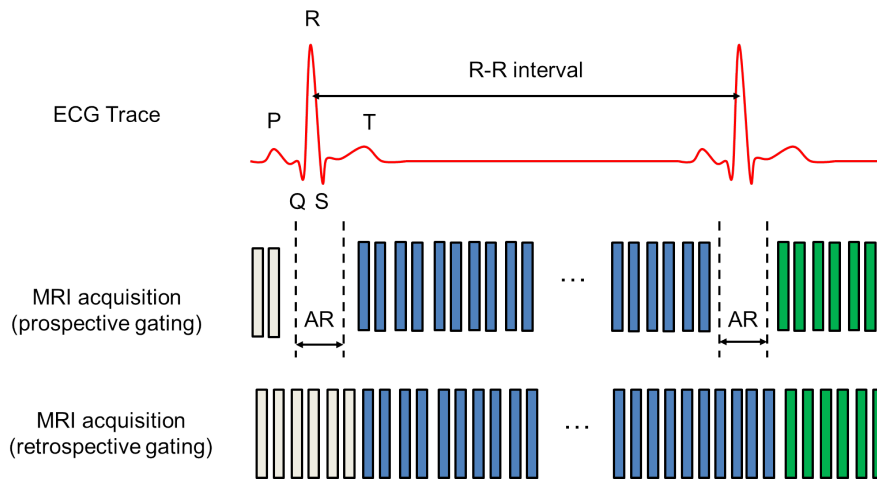 R
R-R interval
ECG Trace
P
T
Q S
MRI acquisition
(prospective gating)
AR
...
AR
MRI acquisition
(retrospective gating)
...